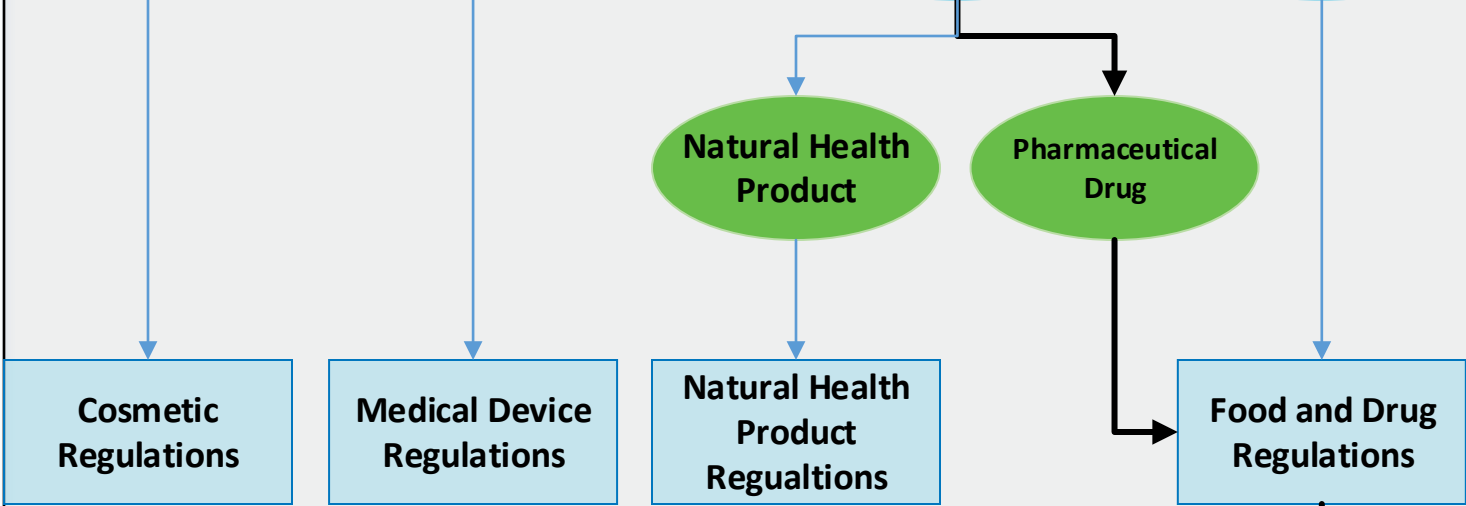 Natural Health
Product
Pharmaceutical
Drug
Cosmetic
Regulations
Medical Device
Regulations
Natural Health
Product
Regualtions
Food and Drug
Regulations